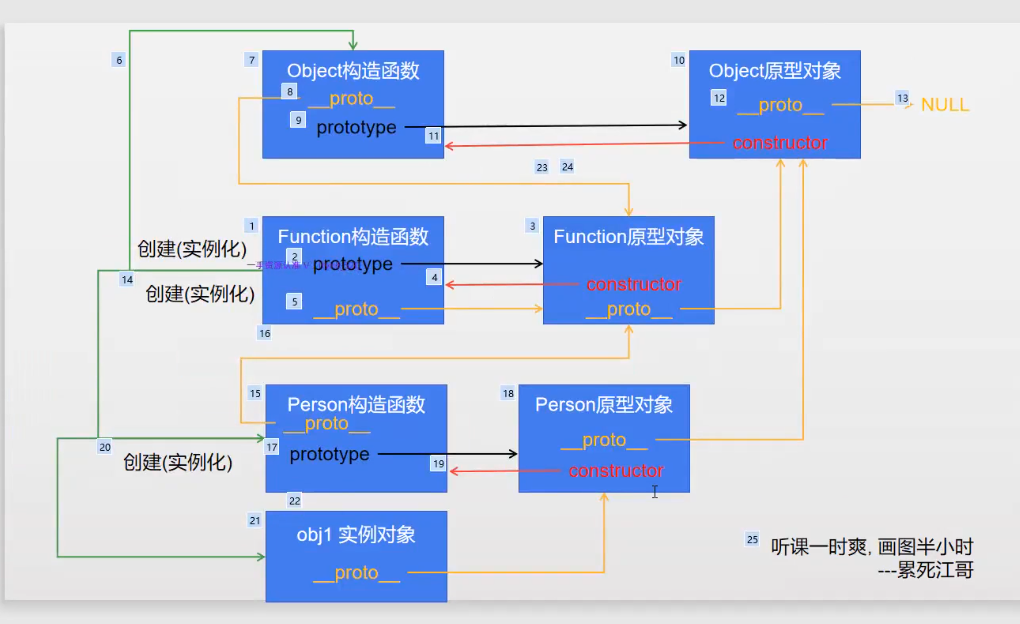 6
7
Object构造函数
8
__proto__
9
prototype
11
10
Object原型对象
12
__proto__
13
NULL
constructor
23
24
1
Function构造函数
2
prototype
4
5
__proto__
3
Function原型对象
constructor
__proto__
创建(实例化)
14
创建(实例化)
16
15
Person构造函数
__proto__
17
prototype
19
18
Person原型对象
__proto__
constructor
20
创建(实例化)
22
21
obj1 实例对象
__proto__
25
听课一时爽, 画图半小时
---累死江哥